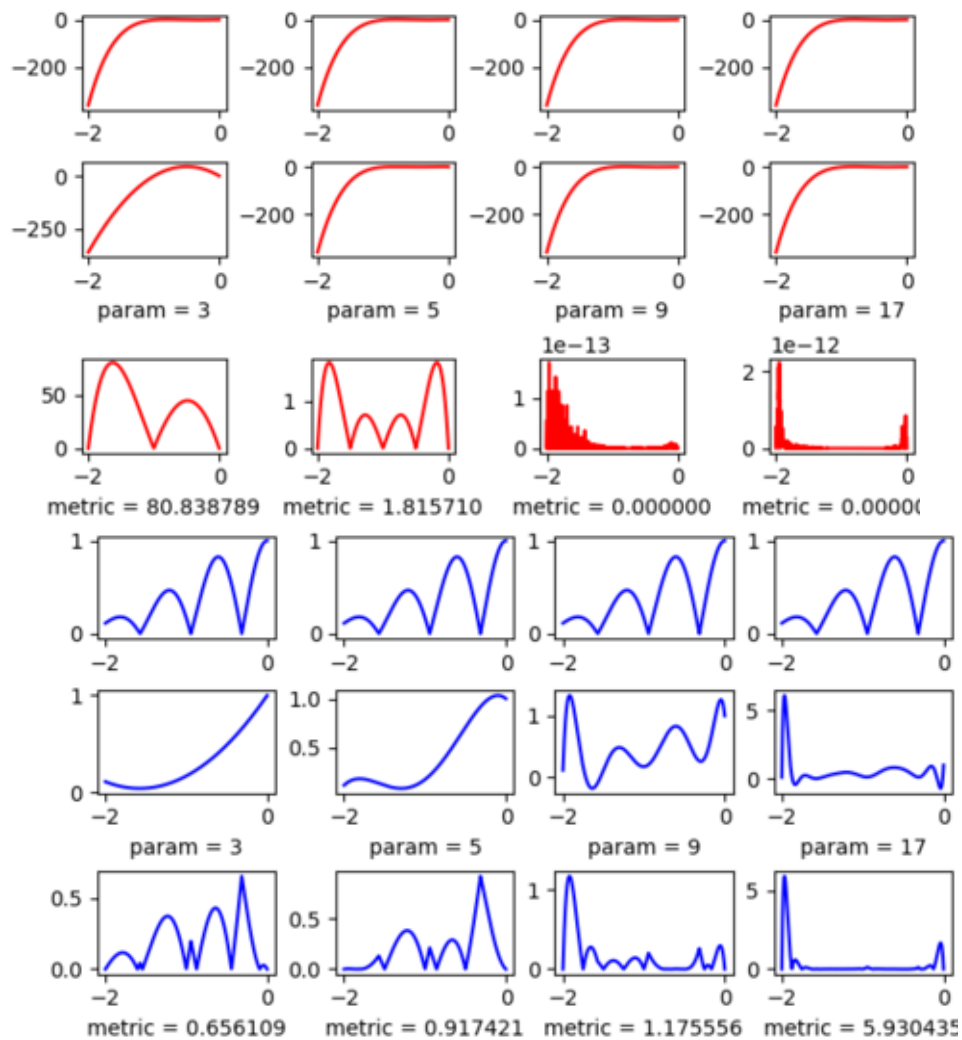 0 0 0 0
−200 −200 −200 −200
−2 0 −2 0 −2 0 −2 0
0 0 0 0
−250 −200 −200 −200
−2 0 −2 0 −2 0 −2 0
param = 3 param = 5 param = 9 param = 17
1e−13 1e−12
50 1 1 2
0 0 0 0
−2 0 −2 0 −2 0 −2 0
metric = 80.838789 metric = 1.815710 metric = 0.000000 metric = 0.0000
1 1 1 1
0 0 0 0
−2 0 −2 0 −2 0 −2 0
1 1.0 1 5
0 0.5 0 0
−2 0 −2 0 −2 0 −2 0
param = 3 param = 5 param = 9 param = 17
0.5 0.5 1 5
0.0 0.0 0 0
−2 0 −2 0 −2 0 −2 0
metric = 0.656109 metric = 0.917421 metric = 1.175556 metric = 5.930435